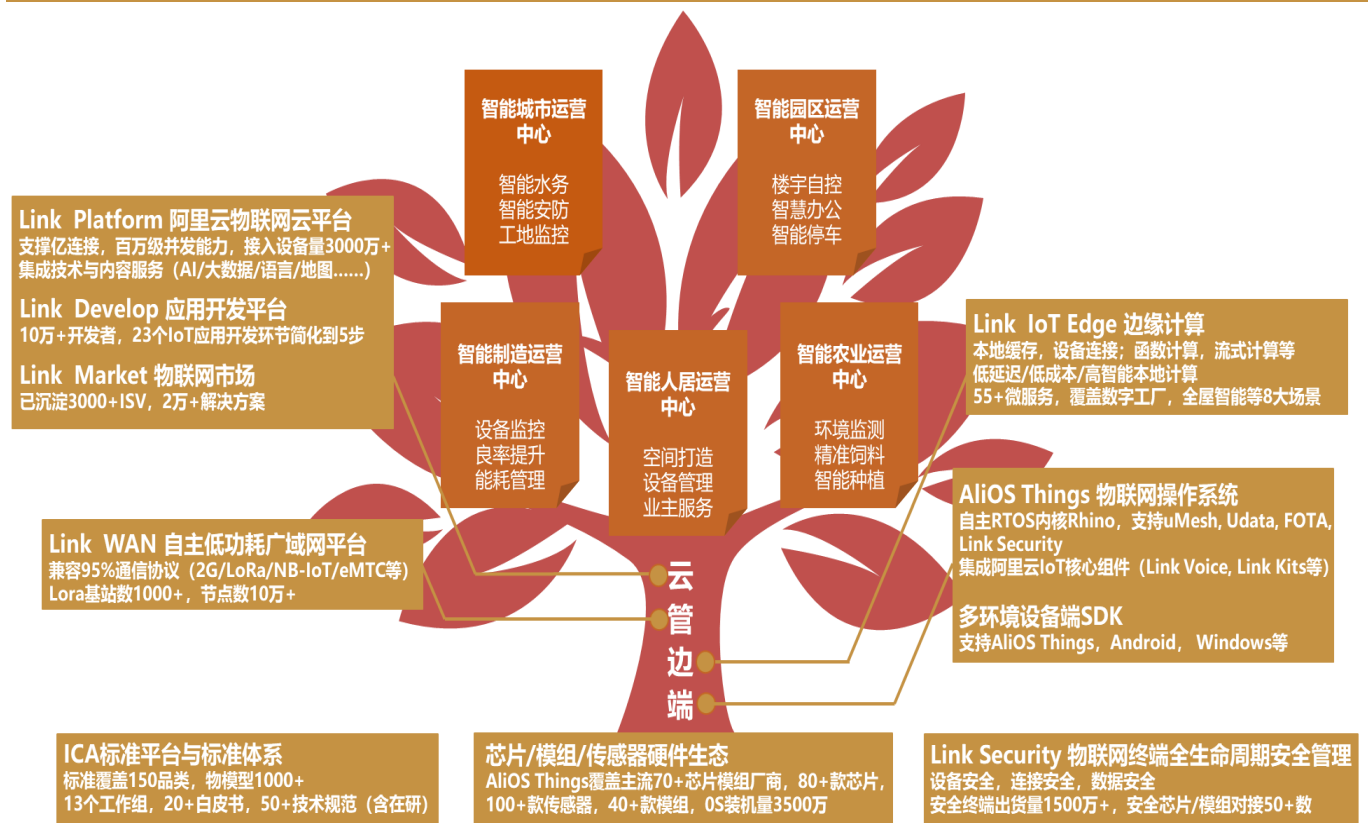 智能城市运营
中心
智能水务
智能安防
工地监控
智能园区运营
中心
楼宇自控
智慧办公
智能停车
Link Platform 阿里云物联网云平台
支撑亿连接，百万级并发能力，接入设备量3000万+
集成技术与内容服务（AI/大数据/语言/地图......）
Link Develop 应用开发平台
10万+开发者，23个IoT应用开发环节简化到5步
Link Market 物联网市场
已沉淀3000+ISV，2万+解决方案
智能制造运营
中心
设备监控
良率提升
能耗管理
智能人居运营
中心
空间打造
设备管理
业主服务
智能农业运营
中心
环境监测
精准饲料
智能种植
Link IoT Edge 边缘计算
本地缓存，设备连接；函数计算，流式计算等
低延迟/低成本/高智能本地计算
55+微服务，覆盖数字工厂，全屋智能等8大场景
Link WAN 自主低功耗广域网平台
兼容95%通信协议（2G/LoRa/NB-IoT/eMTC等）
Lora基站数1000+，节点数10万+
AliOS Things 物联网操作系统
自主RTOS内核Rhino，支持uMesh, Udata, FOTA,
Link Security
集成阿里云IoT核心组件（Link Voice, Link Kits等）
多环境设备端SDK
支持AliOS Things，Android， Windows等
云
管
边
端
ICA标准平台与标准体系
标准覆盖150品类，物模型1000+
13个工作组，20+白皮书，50+技术规范（含在研）
芯片/模组/传感器硬件生态
AliOS Things覆盖主流70+芯片模组厂商，80+款芯片，
100+款传感器，40+款模组，0S装机量3500万
Link Security 物联网终端全生命周期安全管理
设备安全，连接安全，数据安全
安全终端出货量1500万+，安全芯片/模组对接50+数